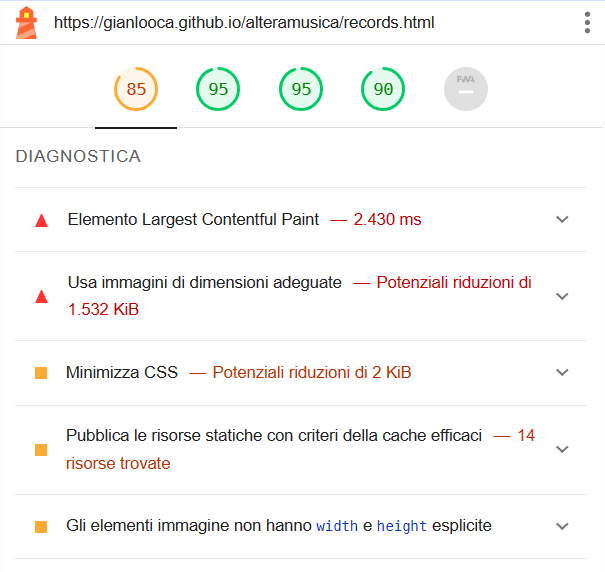 https://gianlooca.github.io/alteramusica/records.html
85 95 95 90 PWA
DIAGNOSTICA
Elemento Largest Contentful Paint — 2.430 ms
Usa immagini di dimensioni adeguate — Potenziali riduzioni di
1.532 KiB
Minimizza CSS — Potenziali riduzioni di 2 KiB
Pubblica le risorse statiche con criteri della cache efficaci — 14
risorse trovate
Gli elementi immagine non hanno width e height esplicite